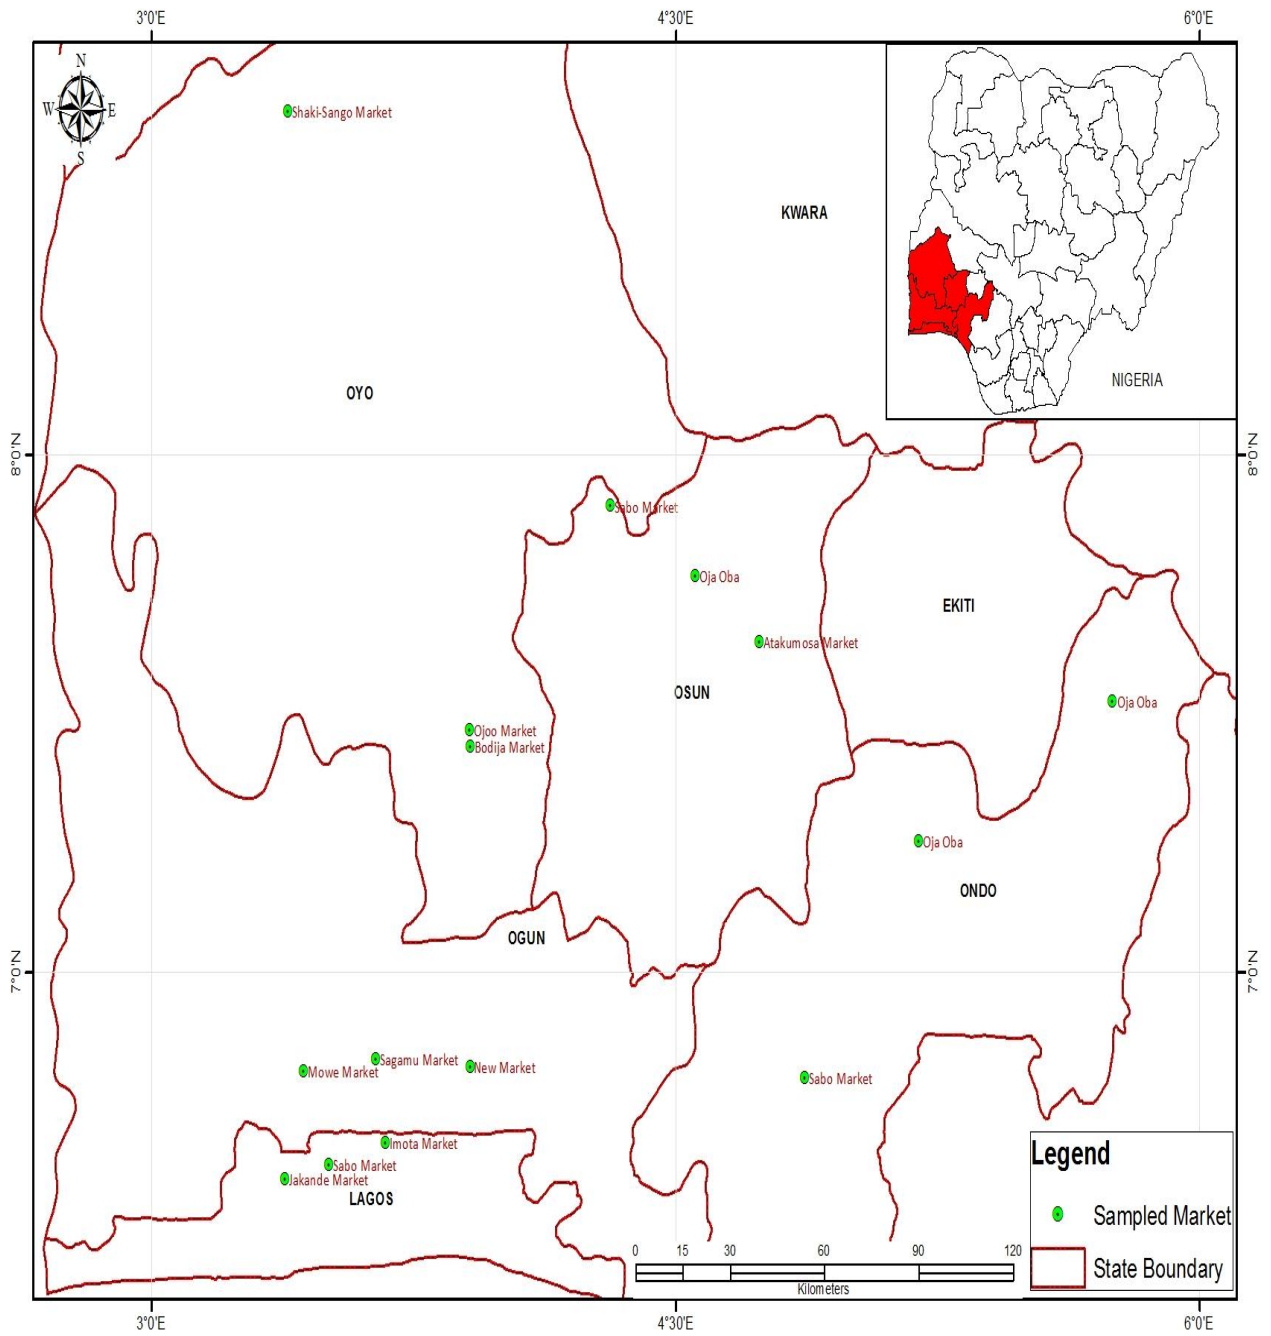 3°0'E 4°30'E 6°0'E
N
W E
S
Shaki-Sango Market
KWARA
NIGERIA
OYO
8°0'N 8°0'N
Sabo Market
Oja Oba
EKITI
Atakumosa Market
OSUN
Oja Oba
Ojoo Market
Bodija Market
Oja Oba
ONDO
OGUN
7°0'N 7°0'N
Sagamu Market
New Market
Mowe Market
Sabo Market
Imota Market
Sabo Market
Jakande Market
LAGOS
Legend
Sampled Market
State Boundary
0 15 30 60 90 120
Kilometers
3°0'E 4°30'E 6°0'E